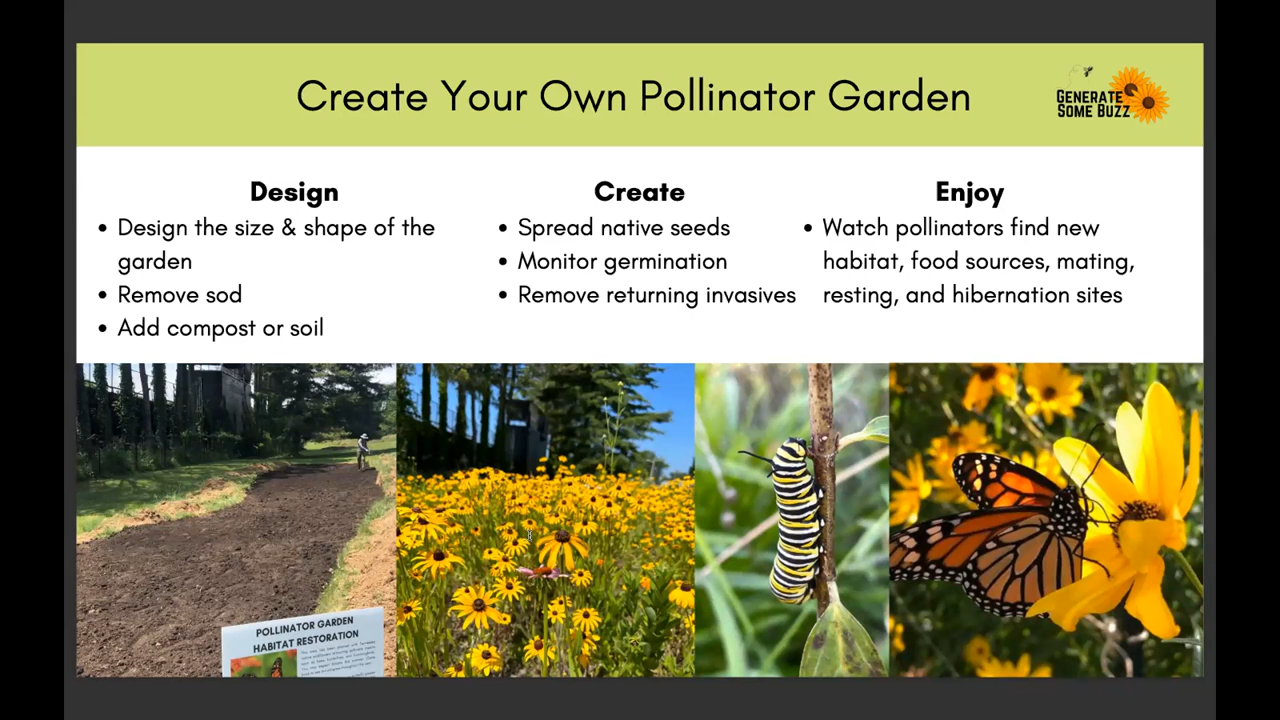 Create Your Own Pollinator Garden
GENERATE
SOME BUZZ
Design
• Design the size & shape of the
garden
• Remove sod
• Add compost or soil
Create
• Spread native seeds
• Monitor germination
• Remove returning invasives
Enjoy
• Watch pollinators find new
habitat, food sources, mating,
resting, and hibernation sites
POLLINATOR GARDEN
HABITAT RESTORATION